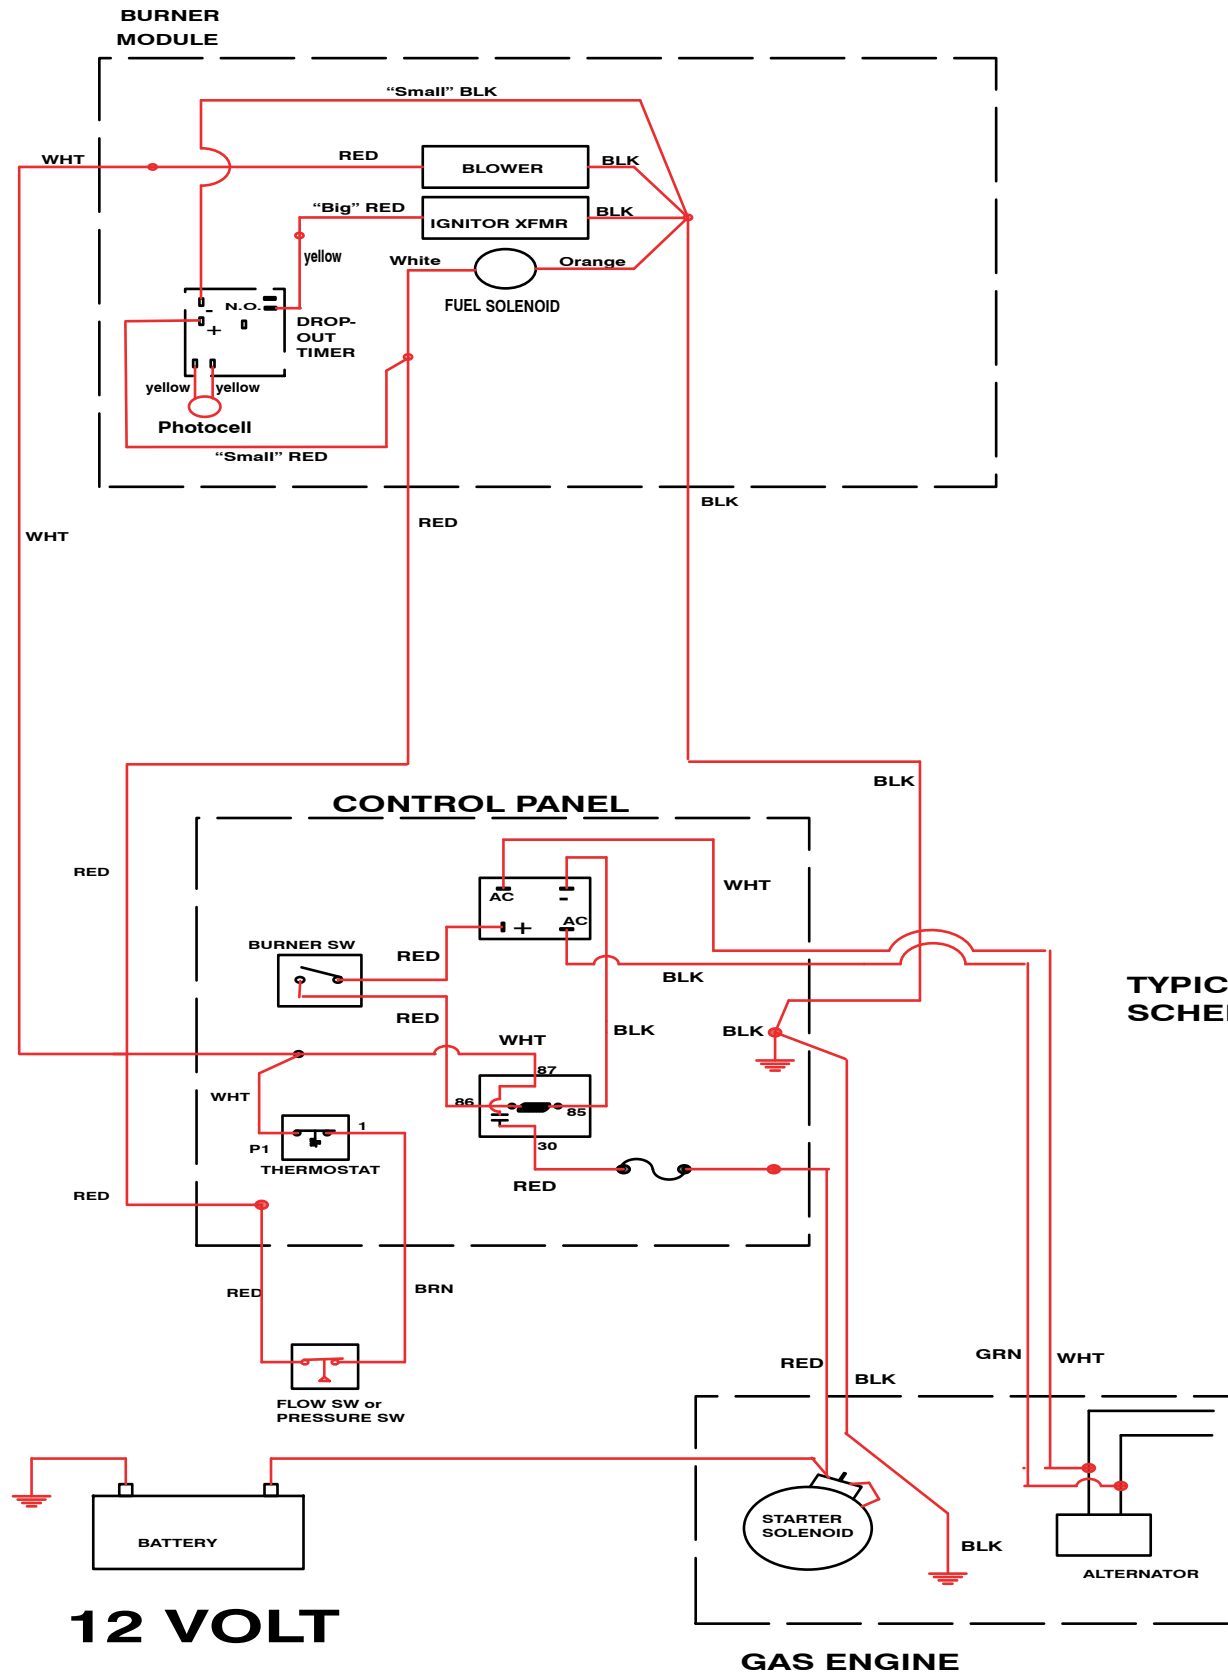 BURNER
MODULE
“Small” BLK
WHT
RED
BLOWER
BLK
“Big” RED
IGNITOR XFMR
BLK
yellow
White
Orange
FUEL SOLENOID
N.O.
-
+
DROP-
OUT
TIMER
yellow
yellow
Photocell
“Small” RED
BLK
RED
WHT
BLK
CONTROL PANEL
RED
WHT
AC
-
AC
+
BURNER SW
RED
BLK
TYPIC
SCHE
RED
BLK
BLK
WHT
87
WHT
86
85
1
P1
30
THERMOSTAT
RED
RED
RED
BRN
GRN
WHT
RED
BLK
FLOW SW or
PRESSURE SW
STARTER
SOLENOID
BATTERY
BLK
ALTERNATOR
12 VOLT
GAS ENGINE